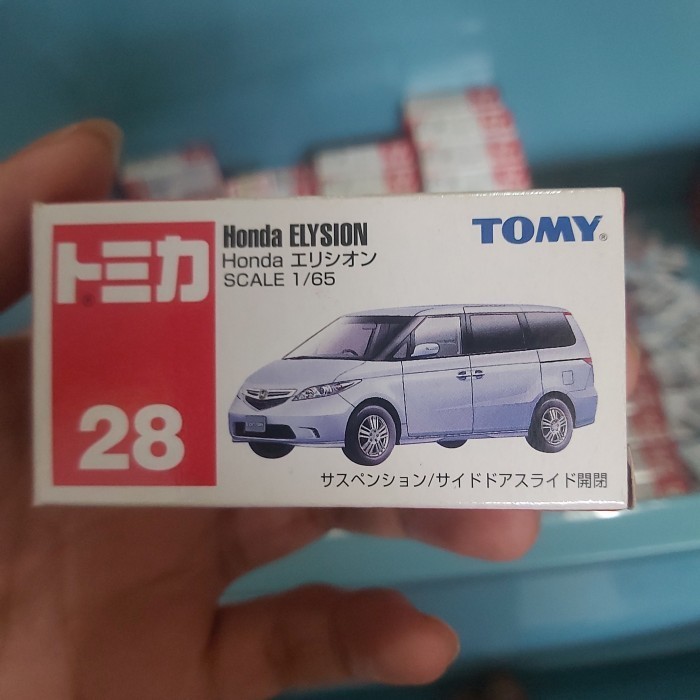 トミカ
28
Honda ELYSION
Honda エリシオン
SCALE 1/65
TOMY®
サスペンション/サイドドアスライド開閉